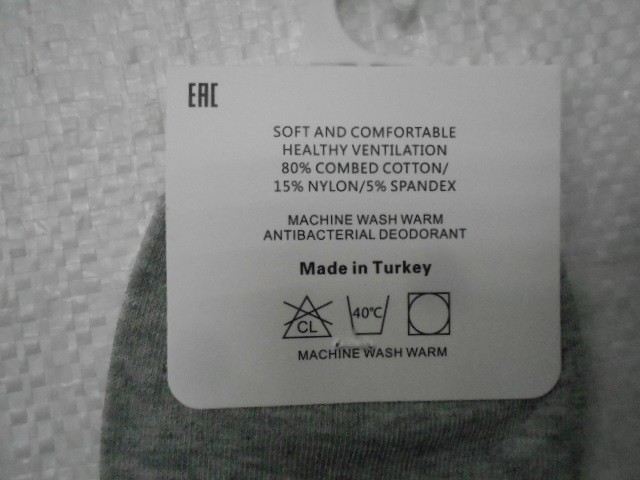 EAC
SOFT AND COMFORTABLE
HEALTHY VENTILATION
80% COMBED COTTON/
15% NYLON/5% SPANDEX
MACHINE WASH WARM
ANTIBACTERIAL DEODORANT
Made in Turkey
CL 40℃
MACHINE WASH WARM